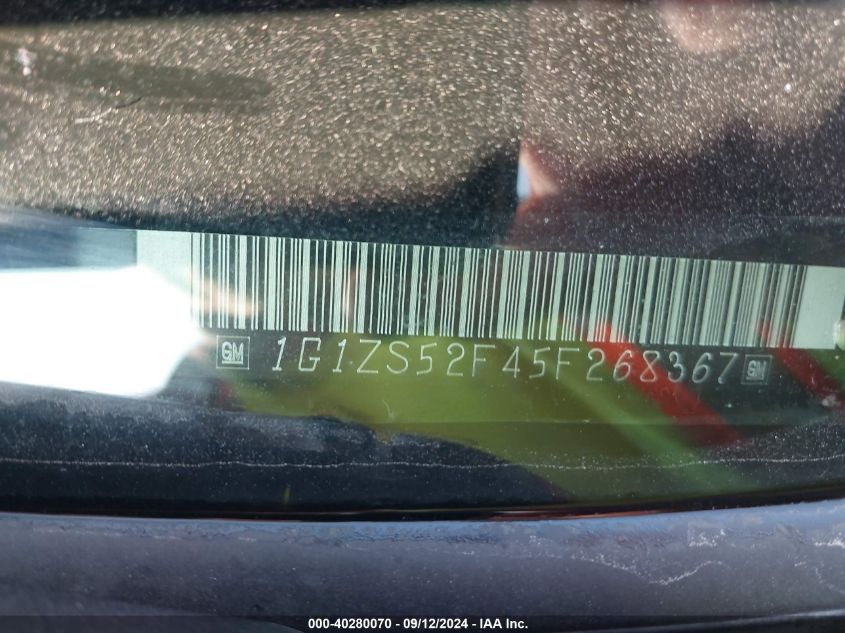 GM 1G1ZS52F45F268367 GM
000-40280070 - 09/12/2024 - IAA Inc.